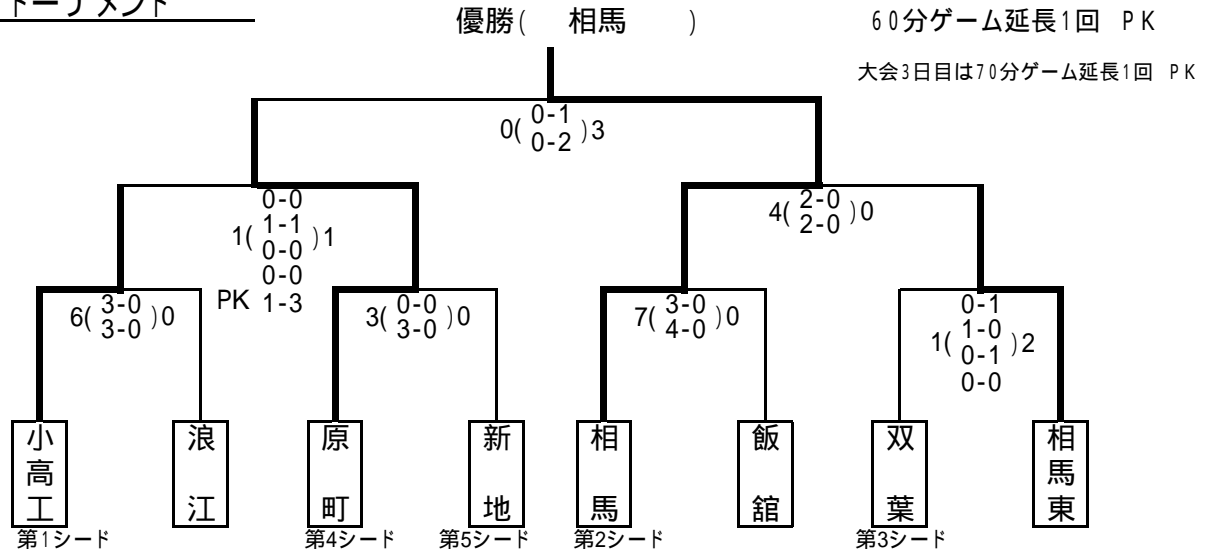 トーナメント
優勝( 相馬 )
60分ゲーム延長1回 PK
大会3日目は70分ゲーム延長1回 PK
0( 0-1 )3
0-2
0-0
1( 1-1 )1
0-0
0-0
PK 1-3
4( 2-0 )0
2-0
6( 3-0 )0
3-0
3( 0-0 )0
3-0
7( 3-0 )0
4-0
0-1
1( 1-0 )2
0-1
0-0
小高工
浪江
原町
新地
相馬
飯舘
双葉
相馬東
第1シード
第4シード
第5シード
第2シード
第3シード